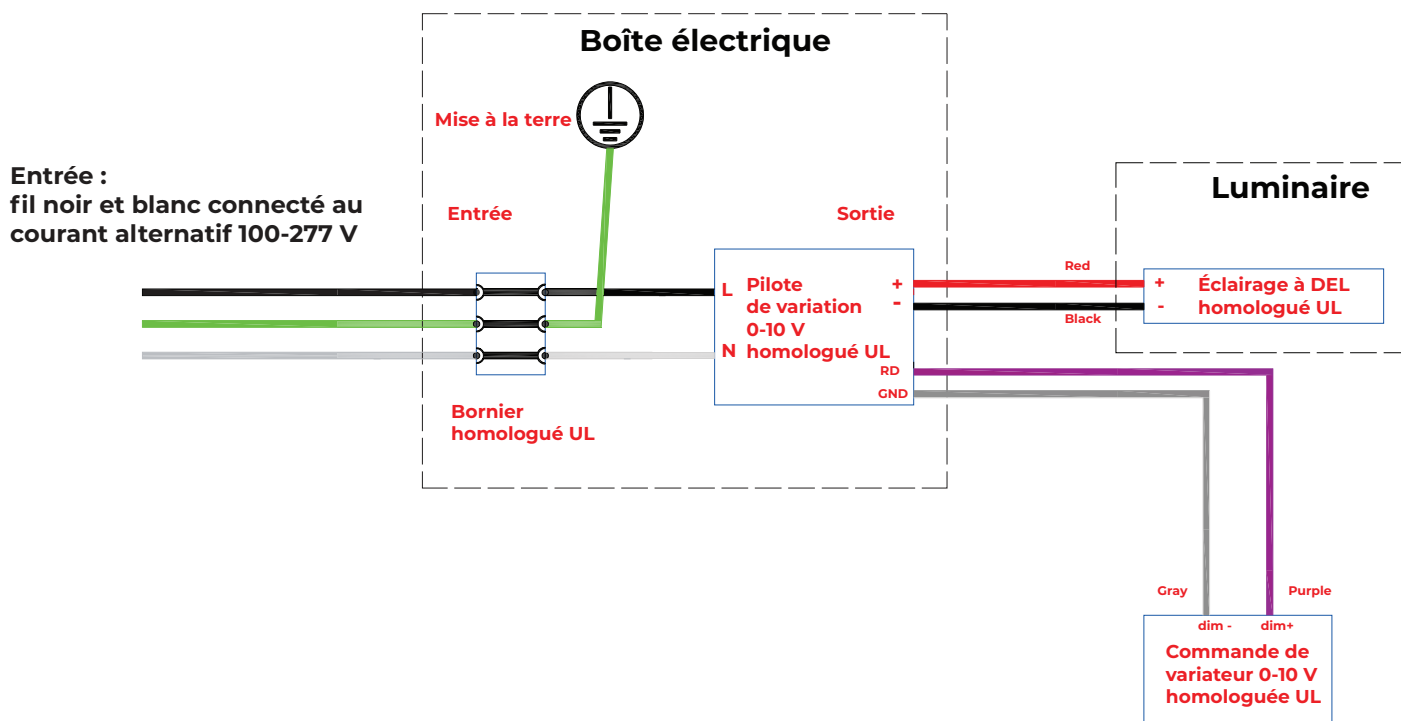 Boîte électrique
Mise à la terre
Entrée :
fil noir et blanc connecté au
courant alternatif 100-277 V
Entrée
Sortie
Luminaire
L
N
Pilote
de variation
0-10 V
homologué UL
+
-
RD
GND
Red
Black
+
-
Éclairage à DEL
homologué UL
Bornier
homologué UL
Gray
Purple
dim -
dim+
Commande de
variateur 0-10 V
homologuée UL